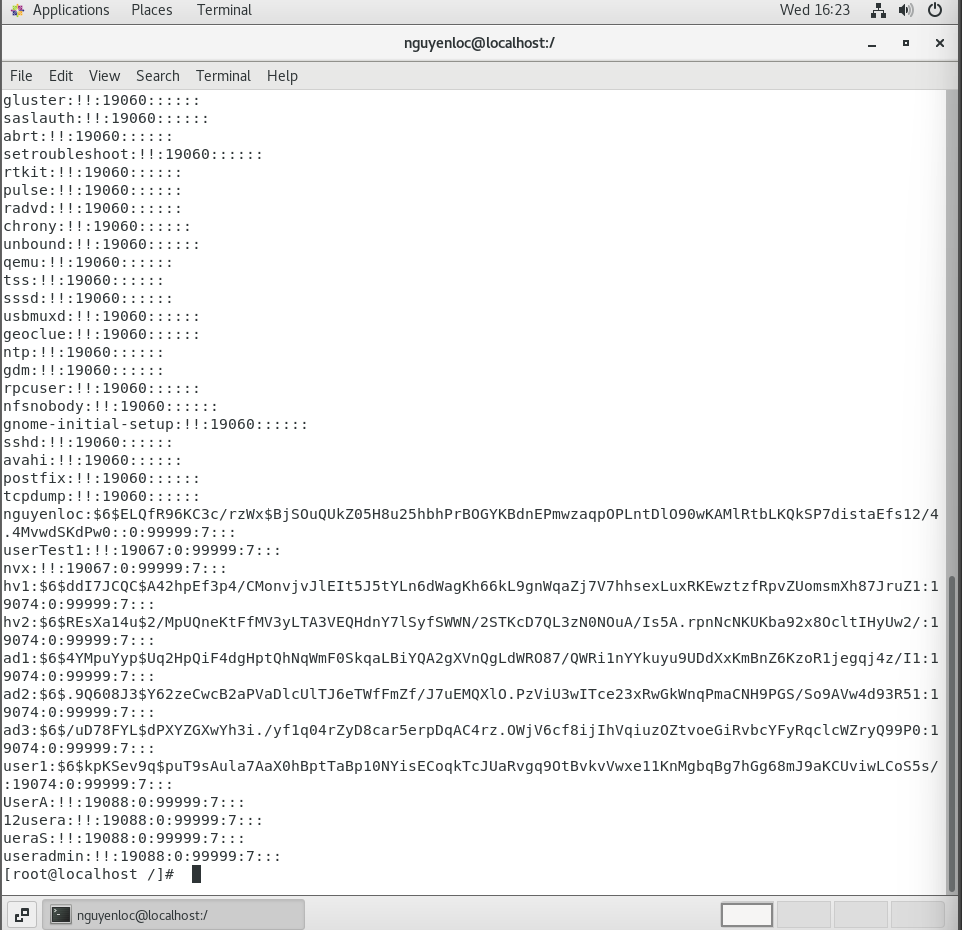 Applications Places Terminal Wed 16:23
nguyenloc@localhost:/
File Edit View Search Terminal Help
gluster:!!:19060::::::
saslauth:!!:19060::::::
abrt:!!:19060::::::
setroubleshoot:!!:19060::::::
rtkit:!!:19060::::::
pulse:!!:19060::::::
radvd:!!:19060::::::
chrony:!!:19060::::::
unbound:!!:19060::::::
qemu:!!:19060::::::
tss:!!:19060::::::
sssd:!!:19060::::::
usbmuxd:!!:19060::::::
geoclue:!!:19060::::::
ntp:!!:19060::::::
gdm:!!:19060::::::
rpcuser:!!:19060::::::
nfsnobody:!!:19060::::::
gnome-initial-setup:!!:19060::::::
sshd:!!:19060::::::
avahi:!!:19060::::::
postfix:!!:19060::::::
tcpdump:!!:19060::::::
nguyenloc:$6$ELQfR96KC3c/rzWx$BjSOuQUkZ05H8u25hbhPrBOGYKBdnEPmwzaqpOPLntDlO90wKAMlRtbLKQkSP7distaEfs12/4
.4MvwdSKdPw0::0:99999:7:::
userTest1:!!:19067:0:99999:7:::
nvx:!!:19067:0:99999:7:::
hv1:$6$ddI7JCQC$A42hpEf3p4/CMonvjvJlEIt5J5tYLn6dWagKh66kL9gnWqaZj7V7hhsexLuxRKEwztzfRpvZUomsmXh87JruZ1:1
9074:0:99999:7:::
hv2:$6$REsXa14u$2/MpUQneKtFfMV3yLTA3VEQHdnY7lSyfSWWN/2STKcD7QL3zN0NOuA/Is5A.rpnNcNKUKba92x8OcltIHyUw2/:1
9074:0:99999:7:::
ad1:$6$4YMpuYyp$Uq2HpQiF4dgHptQhNqWmF0SkqaLBiYQA2gXVnQgLdWRO87/QWRi1nYYkuyu9UDdXxKmBnZ6KzoR1jegqj4z/I1:1
9074:0:99999:7:::
ad2:$6$.9Q608J3$Y62zeCwcB2aPVaDlcUlTJ6eTWfFmZf/J7uEMQXlO.PzViU3wITce23xRwGkWnqPmaCNH9PGS/So9AVw4d93R51:1
9074:0:99999:7:::
ad3:$6$/uD78FYL$dPXYZGXwYh3i./yf1q04rZyD8car5erpDqAC4rz.OWjV6cf8ijIhVqiuzOZtvoeGiRvbcYFyRqclcWZryQ99P0:1
9074:0:99999:7:::
user1:$6$kpKSev9q$puT9sAula7AaX0hBptTaBp10NYisECoqkTcJUaRvgq9OtBvkvVwxe11KnMgbqBg7hGg68mJ9aKCUviwLCoS5s/
:19074:0:99999:7:::
UserA:!!:19088:0:99999:7:::
12usera:!!:19088:0:99999:7:::
ueraS:!!:19088:0:99999:7:::
useradmin:!!:19088:0:99999:7:::
[root@localhost /]#
nguyenloc@localhost:/